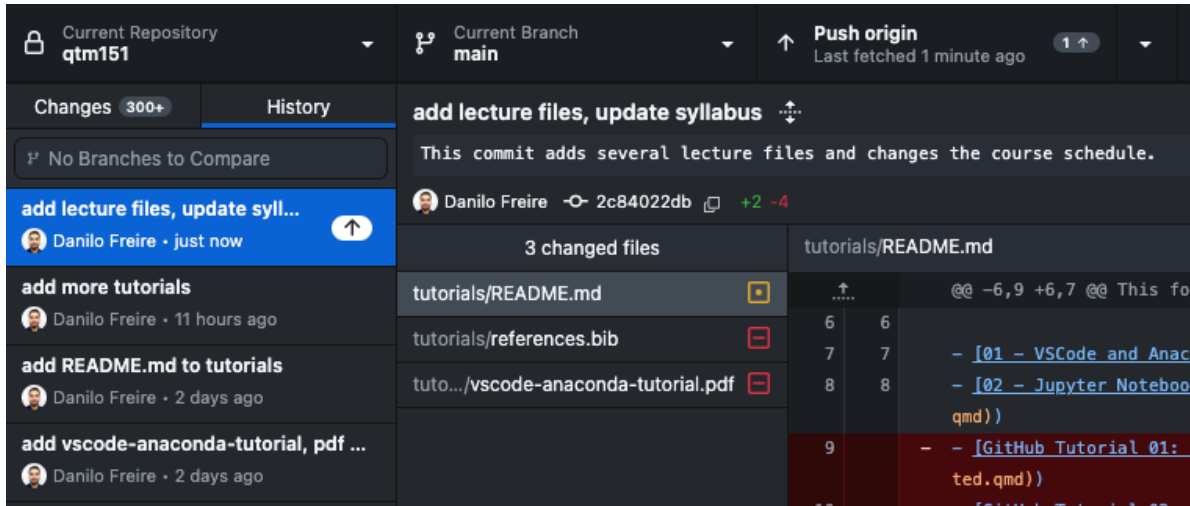 Current Repository
qtm151
Current Branch
main
Push origin
Last fetched 1 minute ago
1 ↑
Changes 300+
History
No Branches to Compare
add lecture files, update syll...
Danilo Freire • just now
add more tutorials
Danilo Freire • 11 hours ago
add README.md to tutorials
Danilo Freire • 2 days ago
add vscode-anaconda-tutorial, pdf ...
Danilo Freire • 2 days ago
add lecture files, update syllabus
This commit adds several lecture files and changes the course schedule.
Danilo Freire 2c84022db +2 -4
3 changed files
tutorials/README.md
tutorials/references.bib
tuto.../vscode-anaconda-tutorial.pdf
tutorials/README.md
@@ -6,9 +6,7 @@ This fo
6 6
7 7 - [01 - VSCode and Anac
8 8 - [02 - Jupyter Noteboo
qmd))
9 - - [GitHub Tutorial 01:
ted.qmd))